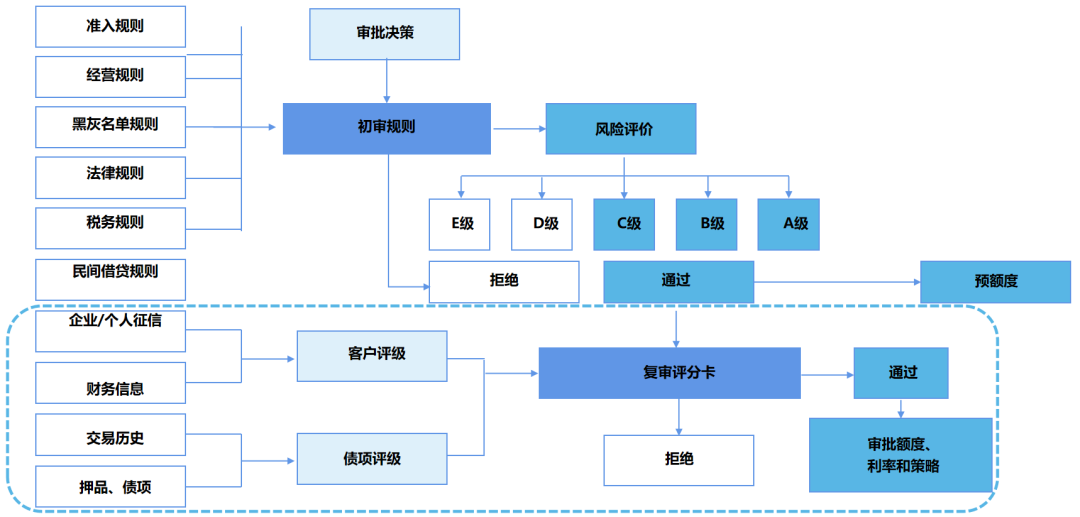 准入规则
经营规则
黑灰名单规则
法律规则
税务规则
民间借贷规则
审批决策
初审规则
风险评价
E级
D级
C级
B级
A级
拒绝
通过
预额度
企业/个人征信
财务信息
交易历史
押品、债项
客户评级
债项评级
复审评分卡
通过
拒绝
审批额度、
利率和策略